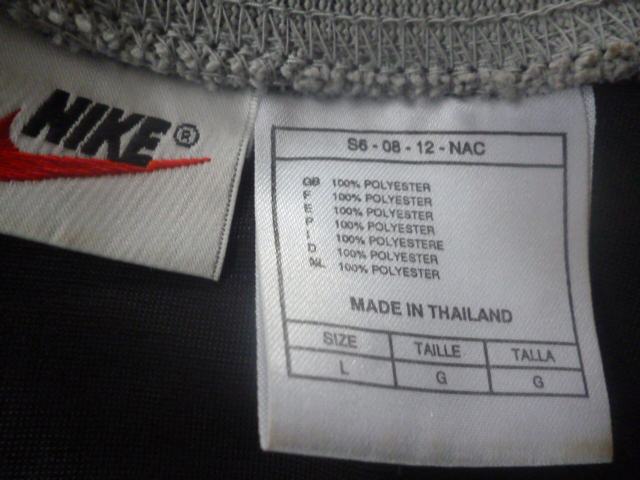 NIKE®
S6 - 08 - 12 - NAC
GB 100% POLYESTER
F 100% POLYESTER
E 100% POLYESTER
P 100% POLYESTER
I 100% POLYESTERE
D 100% POLYESTER
NL 100% POLYESTER
MADE IN THAILAND
SIZE TAILLE TALLA
L G G